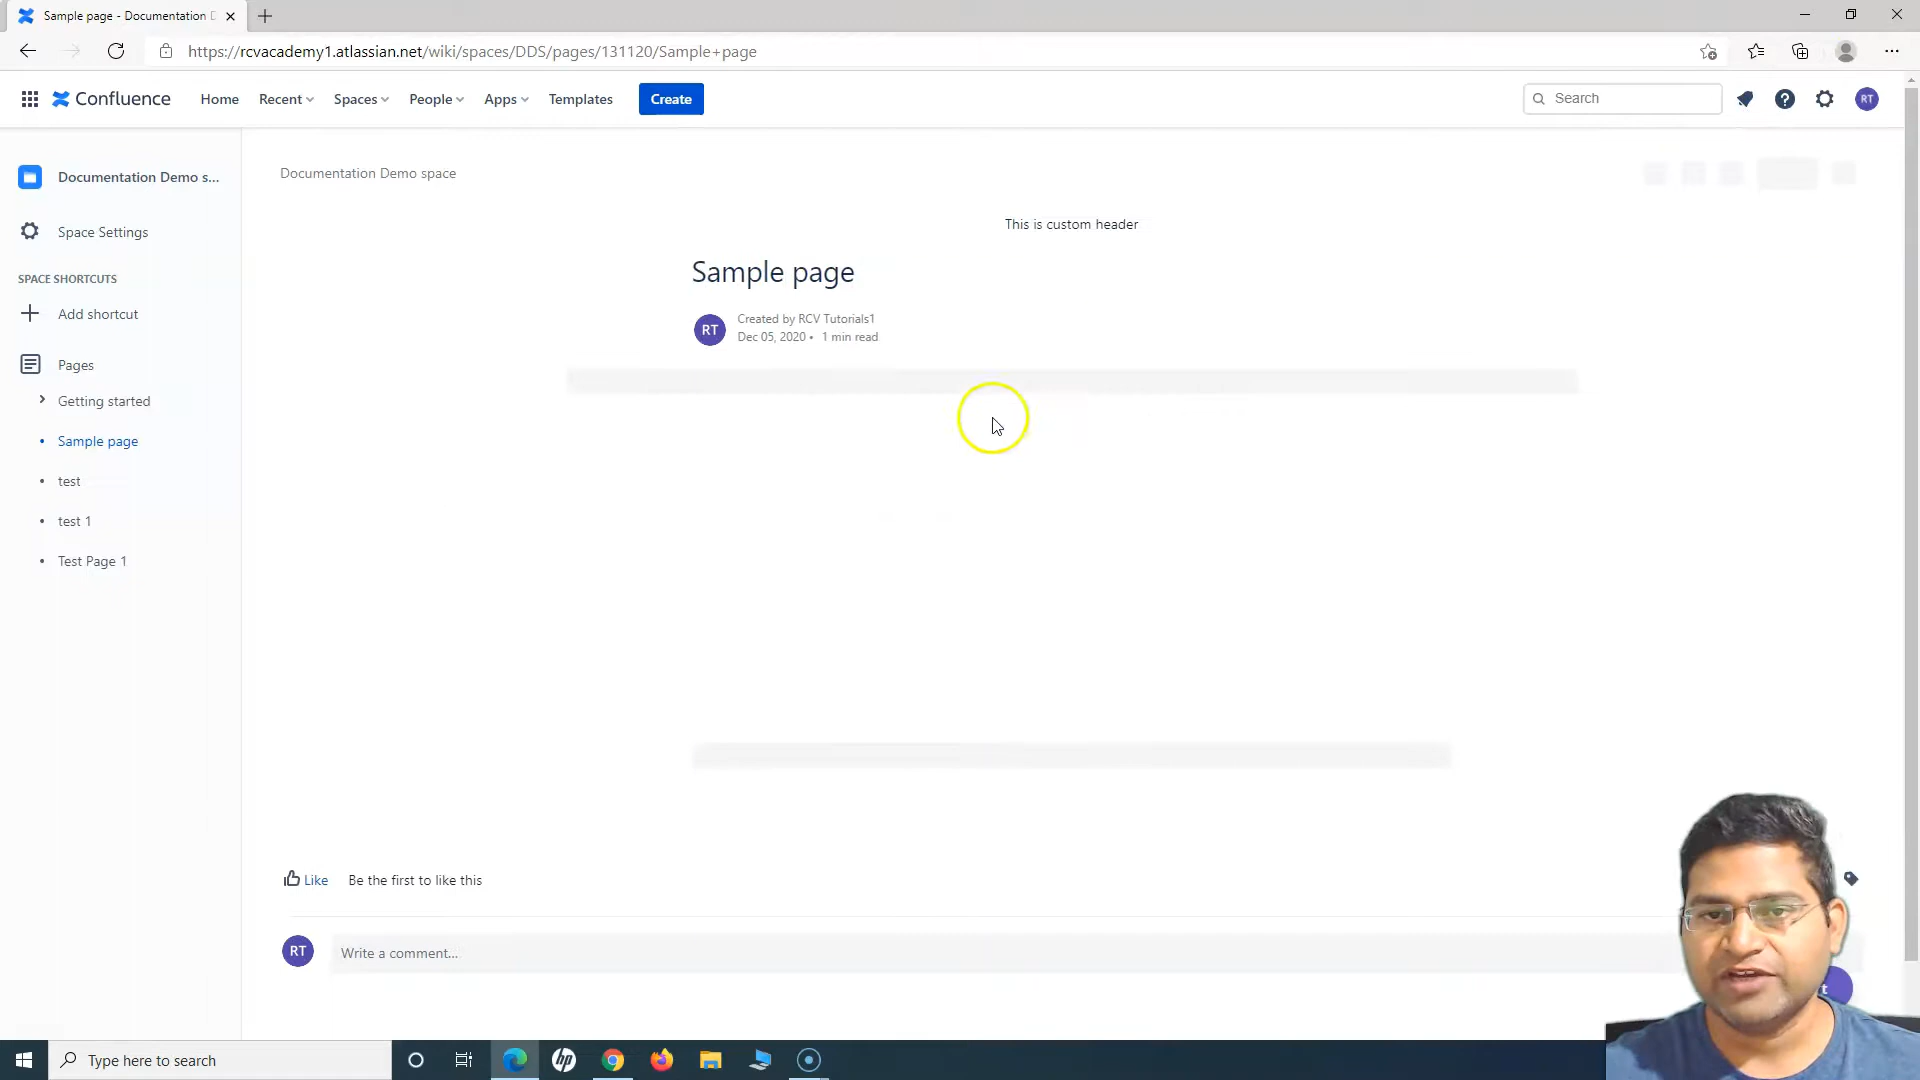 Sample page - Documentation D
https://rcvacademy1.atlassian.net/wiki/spaces/DDS/pages/131120/Sample+page
Confluence Home Recent Spaces People Apps Templates Create Search RT
Documentation Demo s...
Space Settings
SPACE SHORTCUTS
Add shortcut
Pages
Getting started
Sample page
test
test 1
Test Page 1
Documentation Demo space
This is custom header
Sample page
RT
Created by RCV Tutorials1
Dec 05, 2020 • 1 min read
Like Be the first to like this
RT Write a comment...
t
Type here to search
hp